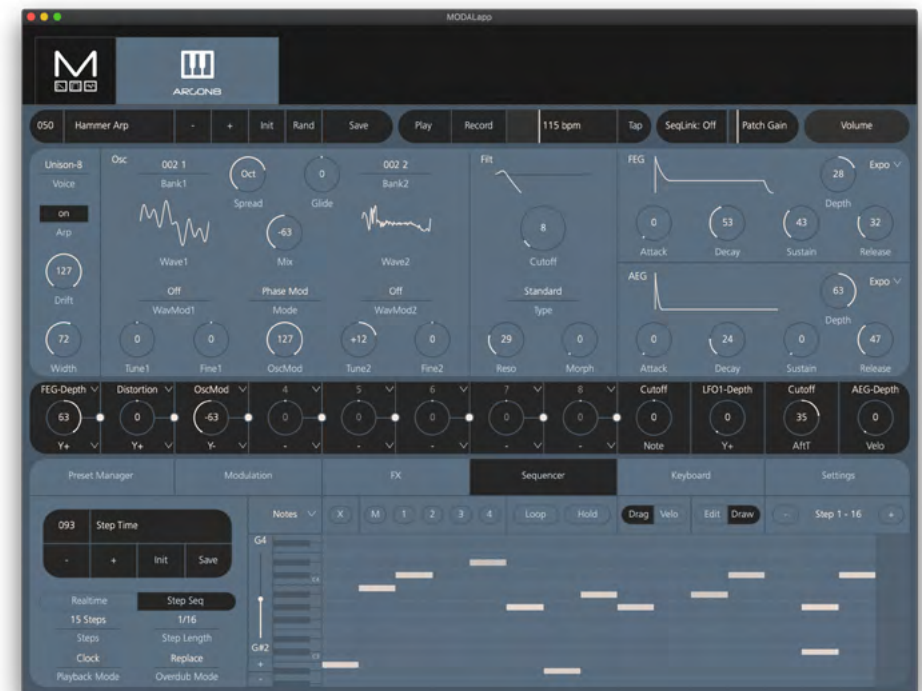 MODALapp
M
ARGON8
050 Hammer Arp - + Init Rand Save Play Record 115 bpm Tap SeqLink: Off Patch Gain Volume
Unison-8 Osc 002 1 Oct 0 002 2 Filt FEG 28 Expo
Voice Bank1 Spread Glide Bank2 Depth
on 8 0 53 43 32
Arp -63 Attack Decay Sustain Release
Wave1 Mix Wave2 Cutoff AEG 63 Expo
127 Off Phase Mod Off Standard Depth
Drift WavMod1 Mode WavMod2 Type
72 0 0 127 +12 0 29 0 0 24 0 47
Width Tune1 Fine1 OscMod Tune2 Fine2 Reso Morph Attack Decay Sustain Release
FEG-Depth Distortion OscMod 4 5 6 7 8 Cutoff LFO1-Depth Cutoff AEG-Depth
63 0 -63 0 0 0 0 0 0 0 35 0
Y+ Y+ Y- - - - - - Note Y+ AftT Velo
Preset Manager Modulation FX Sequencer Keyboard Settings
093 Step Time Notes X M 1 2 3 4 Loop Hold Drag Velo Edit Draw - Step 1 - 16 +
- + Init Save G4
C4
Realtime Step Seq
15 Steps 1/16
Steps Step Length G#2
Clock Replace + C3
Playback Mode Overdub Mode -